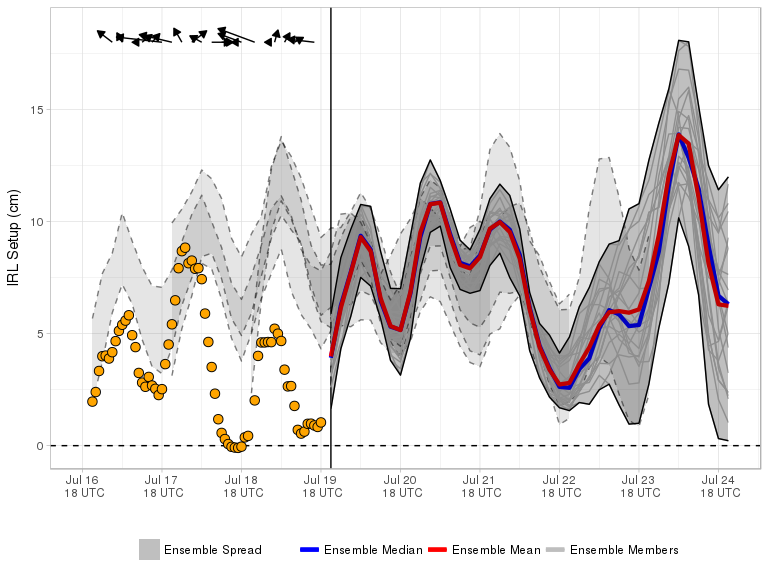 IRL Setup (cm)
15
10
5
0
Jul 16 Jul 17 Jul 18 Jul 19 Jul 20 Jul 21 Jul 22 Jul 23 Jul 24
18 UTC 18 UTC 18 UTC 18 UTC 18 UTC 18 UTC 18 UTC 18 UTC 18 UTC
Ensemble Spread Ensemble Median Ensemble Mean Ensemble Members